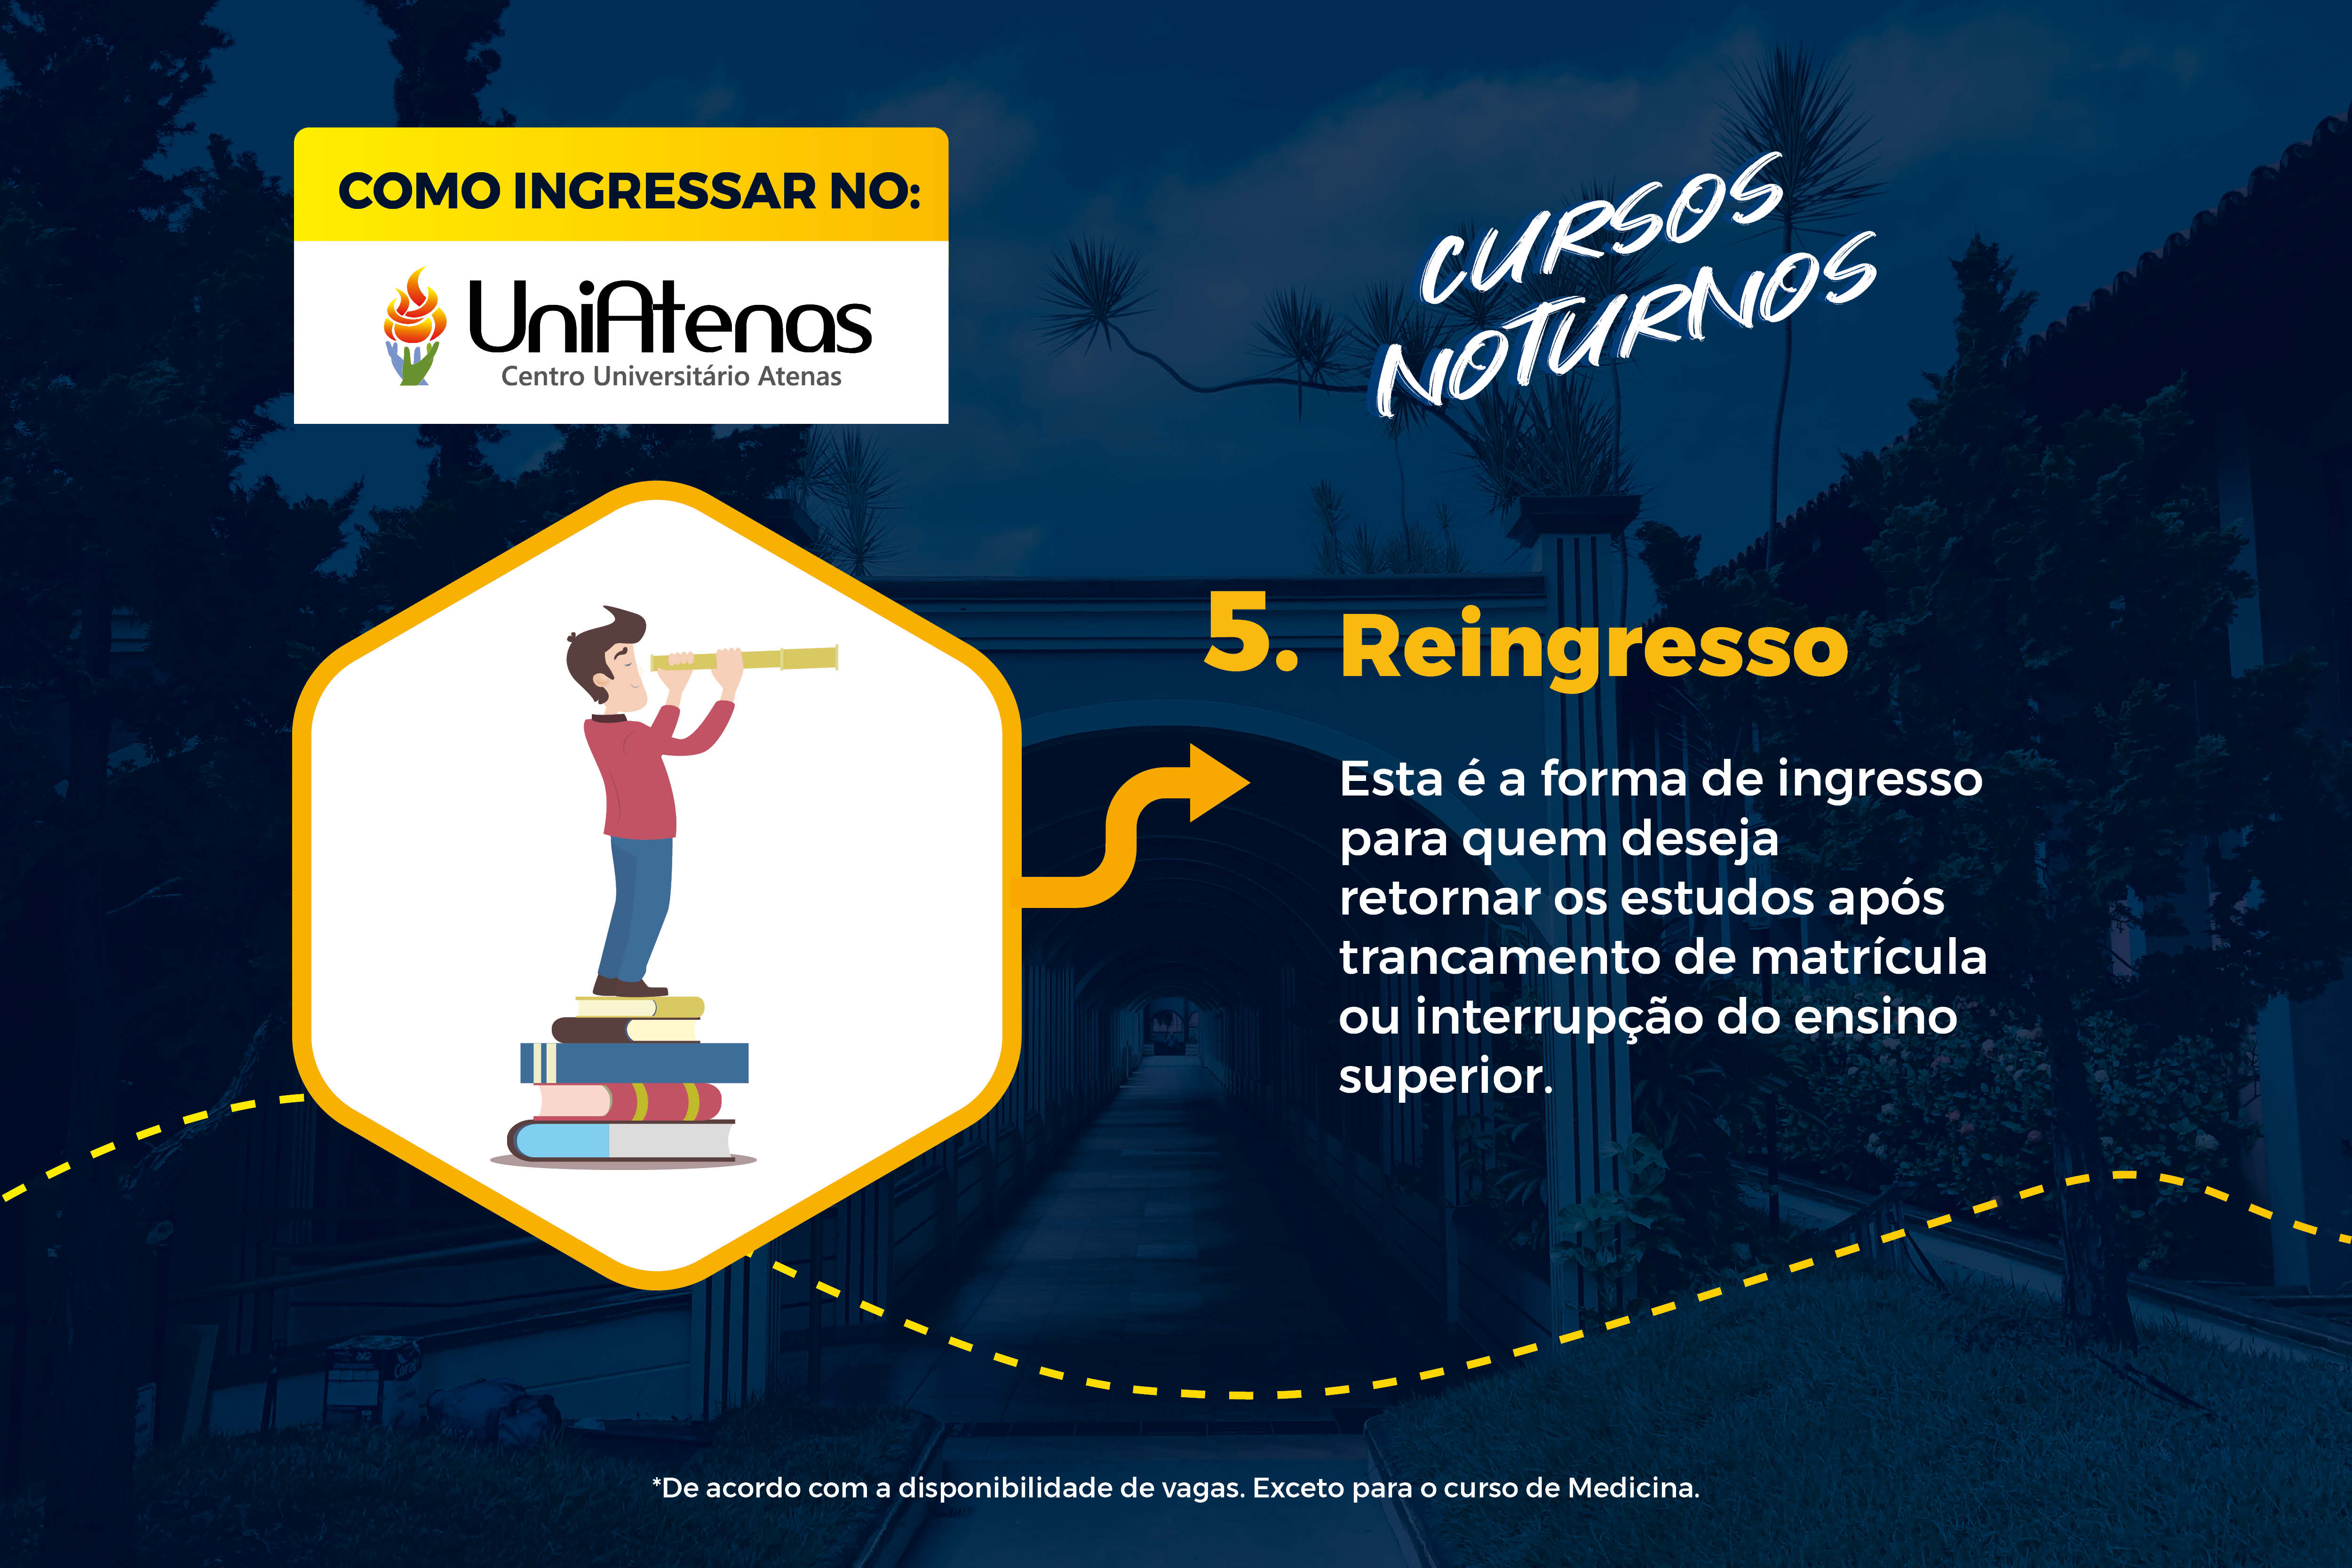 COMO INGRESSAR NO:
UniAtenas
Centro Universitário Atenas
CURSOS
NOTURNOS
5. Reingresso
Esta é a forma de ingresso
para quem deseja
retornar os estudos após
trancamento de matrícula
ou interrupção do ensino
superior.
*De acordo com a disponibilidade de vagas. Exceto para o curso de Medicina.